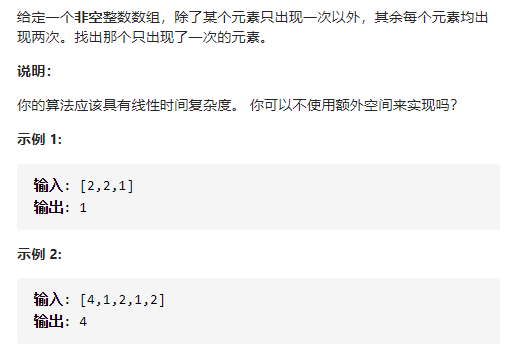 给定一个非空整数数组，除了某个元素只出现一次以外，其余每个元素均出
现两次。找出那个只出现了一次的元素。
说明：
你的算法应该具有线性时间复杂度。 你可以不使用额外空间来实现吗？
示例 1:
输入: [2,2,1]
输出: 1
示例 2:
输入: [4,1,2,1,2]
输出: 4